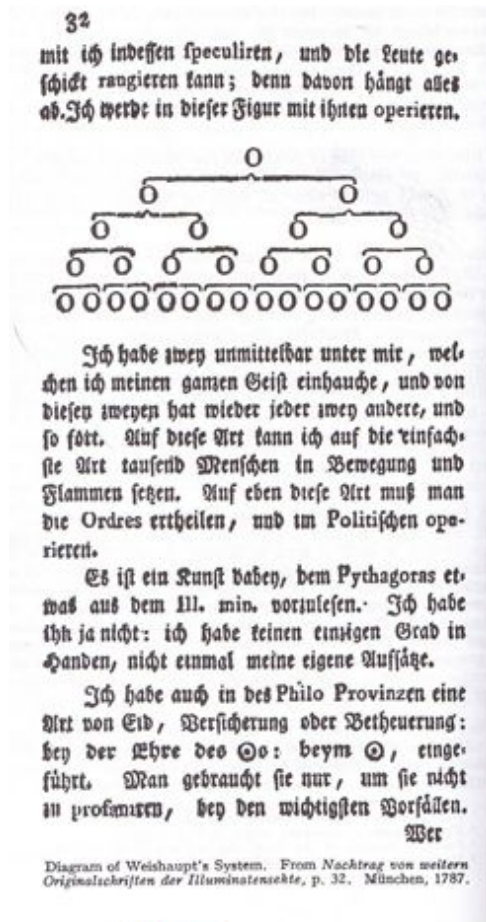 32
mit ich indessen speculiren, und die Leute ge-
schickt rangieren kann; denn davon hängt alles
ab. Ich werde in dieser Figur mit ihnen operieren.
O
O O
O O O O
O O O O O O O O
O O O O O O O O O O O O O O O O
Ich habe zwey unmittelbar unter mir, wel-
chen ich meinen ganzen Geist einhauche, und von
diesen zweyen hat wieder jeder zwey andere, und
so fort. Auf diese Art kann ich auf die einfach-
ste Art tausend Menschen in Bewegung und
Flammen setzen. Auf eben diese Art muß man
die Ordres ertheilen, und im Politischen ope-
rieren.
Es ist ein Kunst dabey, dem Pythagoras et-
was aus dem Ill. min. vorzulesen. Ich habe
ihn ja nicht: ich habe keinen einzigen Grad in
Handen, nicht einmal meine eigene Aufsätze.
Ich habe auch in des Philo Provinzen eine
Art von Eid, Versicherung oder Betheuerung:
bey der Ehre des ☉s: beym ☉, einge-
führt. Man gebraucht sie nur, um sie nicht
zu profaniren, bey den wichtigsten Vorfällen.
Wer
Diagram of Weishaupt's System. From Nachtrag von weitern
Originalschriften der Illuminatensekte, p. 32. München, 1787.